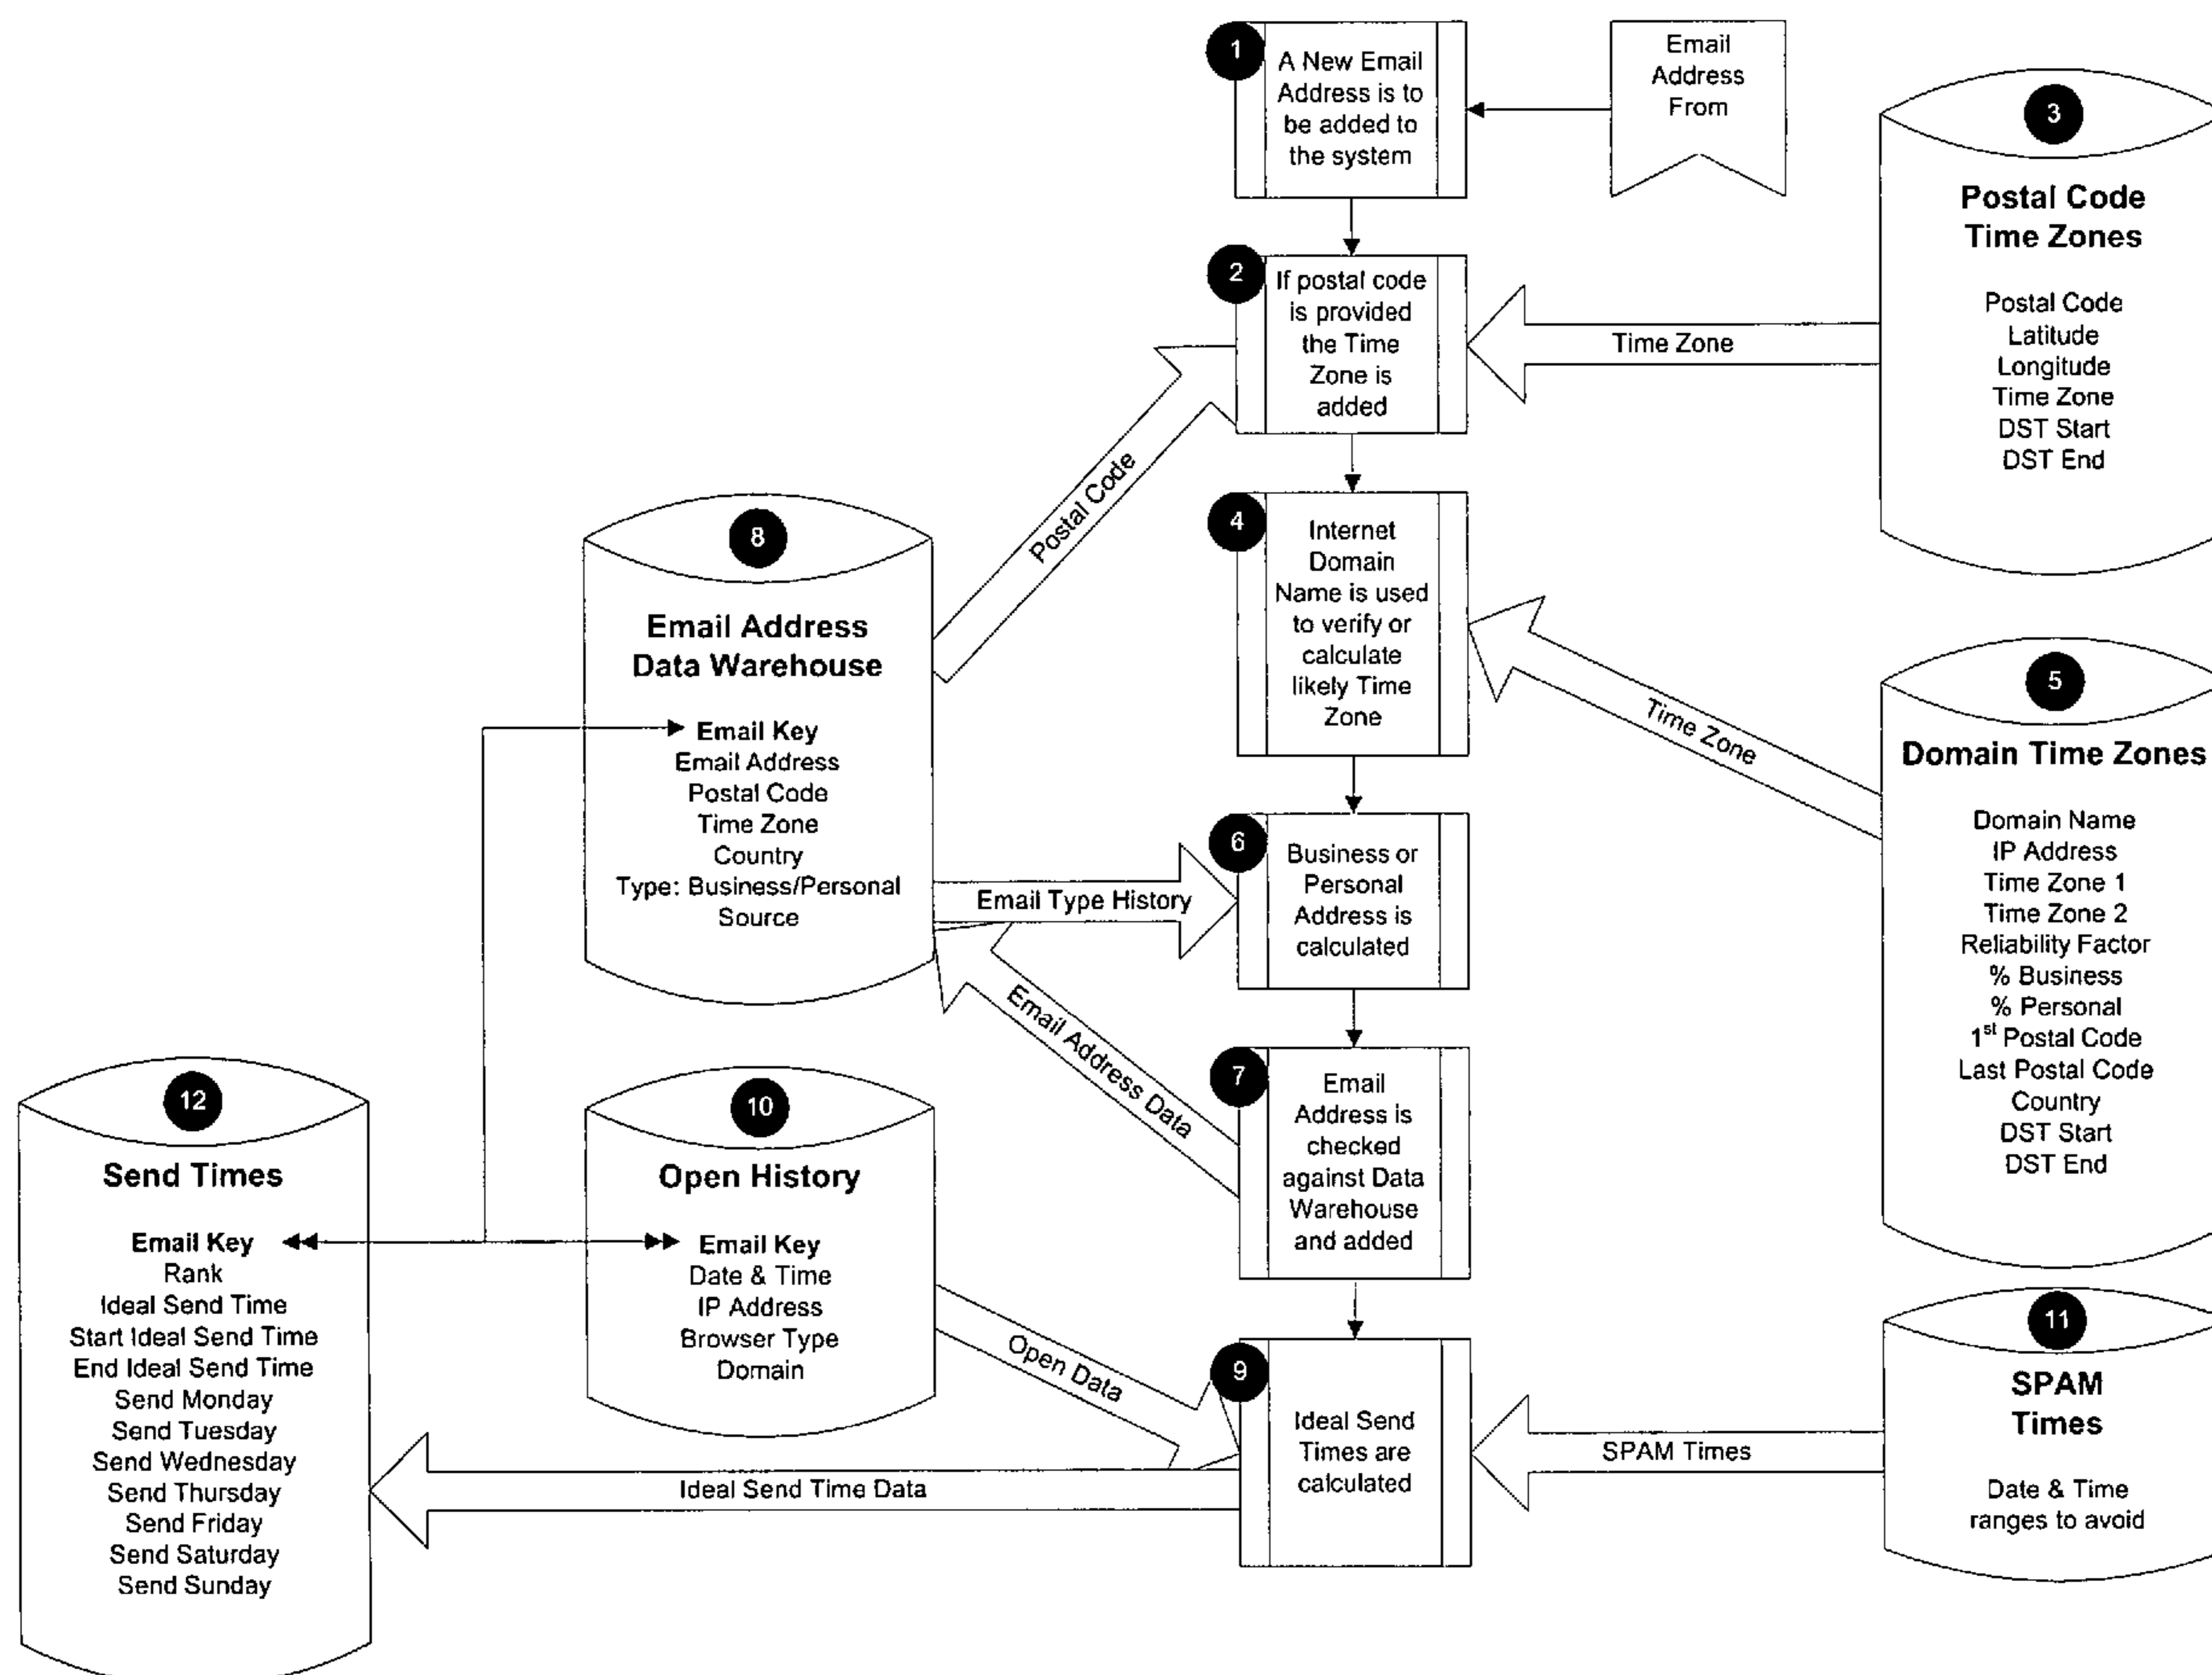 1
A New Email
Address is to
be added to
the system
Email
Address
From
2
If postal code
is provided
the Time
Zone is
added
Time Zone
3
Postal Code
Time Zones
Postal Code
Latitude
Longitude
Time Zone
DST Start
DST End
Postal Code
4
Internet
Domain
Name is used
to verify or
calculate
likely Time
Zone
Time Zone
5
Domain Time Zones
Domain Name
IP Address
Time Zone 1
Time Zone 2
Reliability Factor
% Business
% Personal
1st Postal Code
Last Postal Code
Country
DST Start
DST End
8
Email Address
Data Warehouse
Email Key
Email Address
Postal Code
Time Zone
Country
Type: Business/Personal
Source
Email Type History
6
Business or
Personal
Address is
calculated
Email Address Data
7
Email
Address is
checked
against Data
Warehouse
and added
12
Send Times
Email Key
Rank
Ideal Send Time
Start Ideal Send Time
End Ideal Send Time
Send Monday
Send Tuesday
Send Wednesday
Send Thursday
Send Friday
Send Saturday
Send Sunday
10
Open History
Email Key
Date & Time
IP Address
Browser Type
Domain
Open Data
Ideal Send Time Data
9
Ideal Send
Times are
calculated
SPAM Times
11
SPAM
Times
Date & Time
ranges to avoid